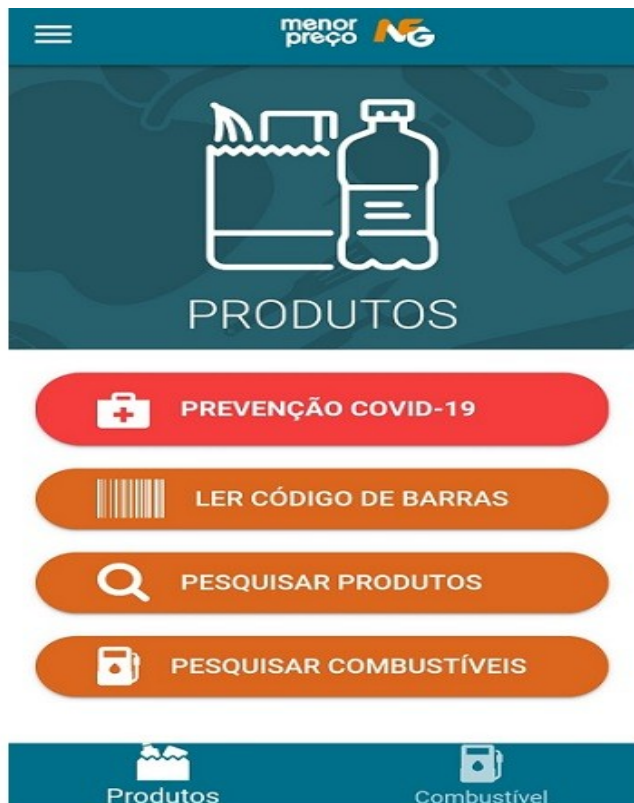 menor
preço NFG
PRODUTOS
PREVENÇÃO COVID-19
LER CÓDIGO DE BARRAS
PESQUISAR PRODUTOS
PESQUISAR COMBUSTÍVEIS
Produtos
Combustível